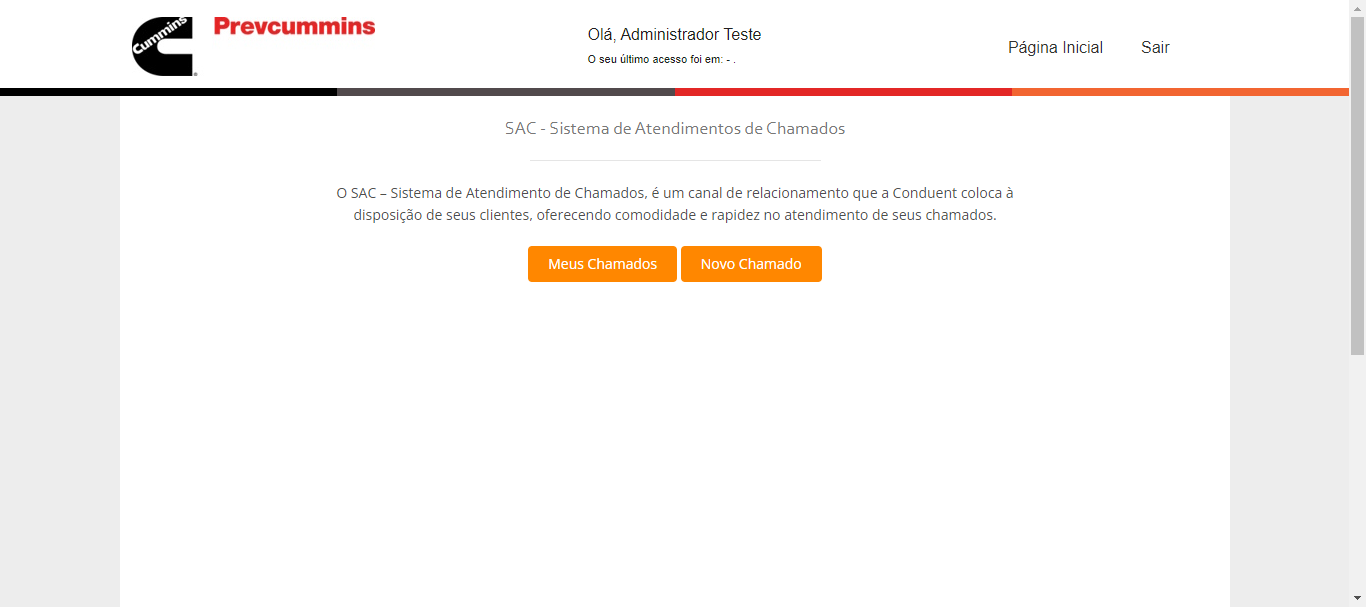 Cummins
Prevcummins
Olá, Administrador Teste
O seu último acesso foi em: - .
Página Inicial
Sair
SAC - Sistema de Atendimentos de Chamados
O SAC – Sistema de Atendimento de Chamados, é um canal de relacionamento que a Conduent coloca à
disposição de seus clientes, oferecendo comodidade e rapidez no atendimento de seus chamados.
Meus Chamados
Novo Chamado